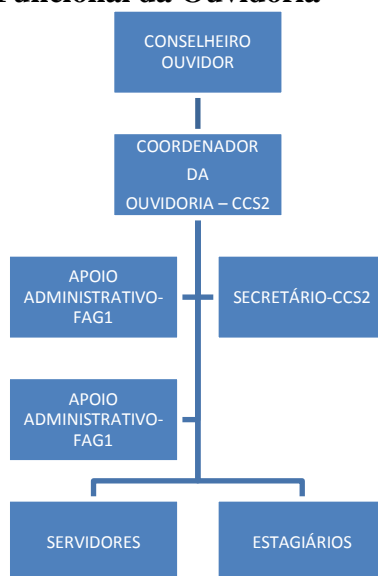 Funcional da Ouvidoria
CONSELHEIRO
OUVIDOR
COORDENADOR
DA
OUVIDORIA – CCS2
APOIO
ADMINISTRATIVO-
FAG1
SECRETÁRIO-CCS2
APOIO
ADMINISTRATIVO-
FAG1
SERVIDORES
ESTAGIÁRIOS